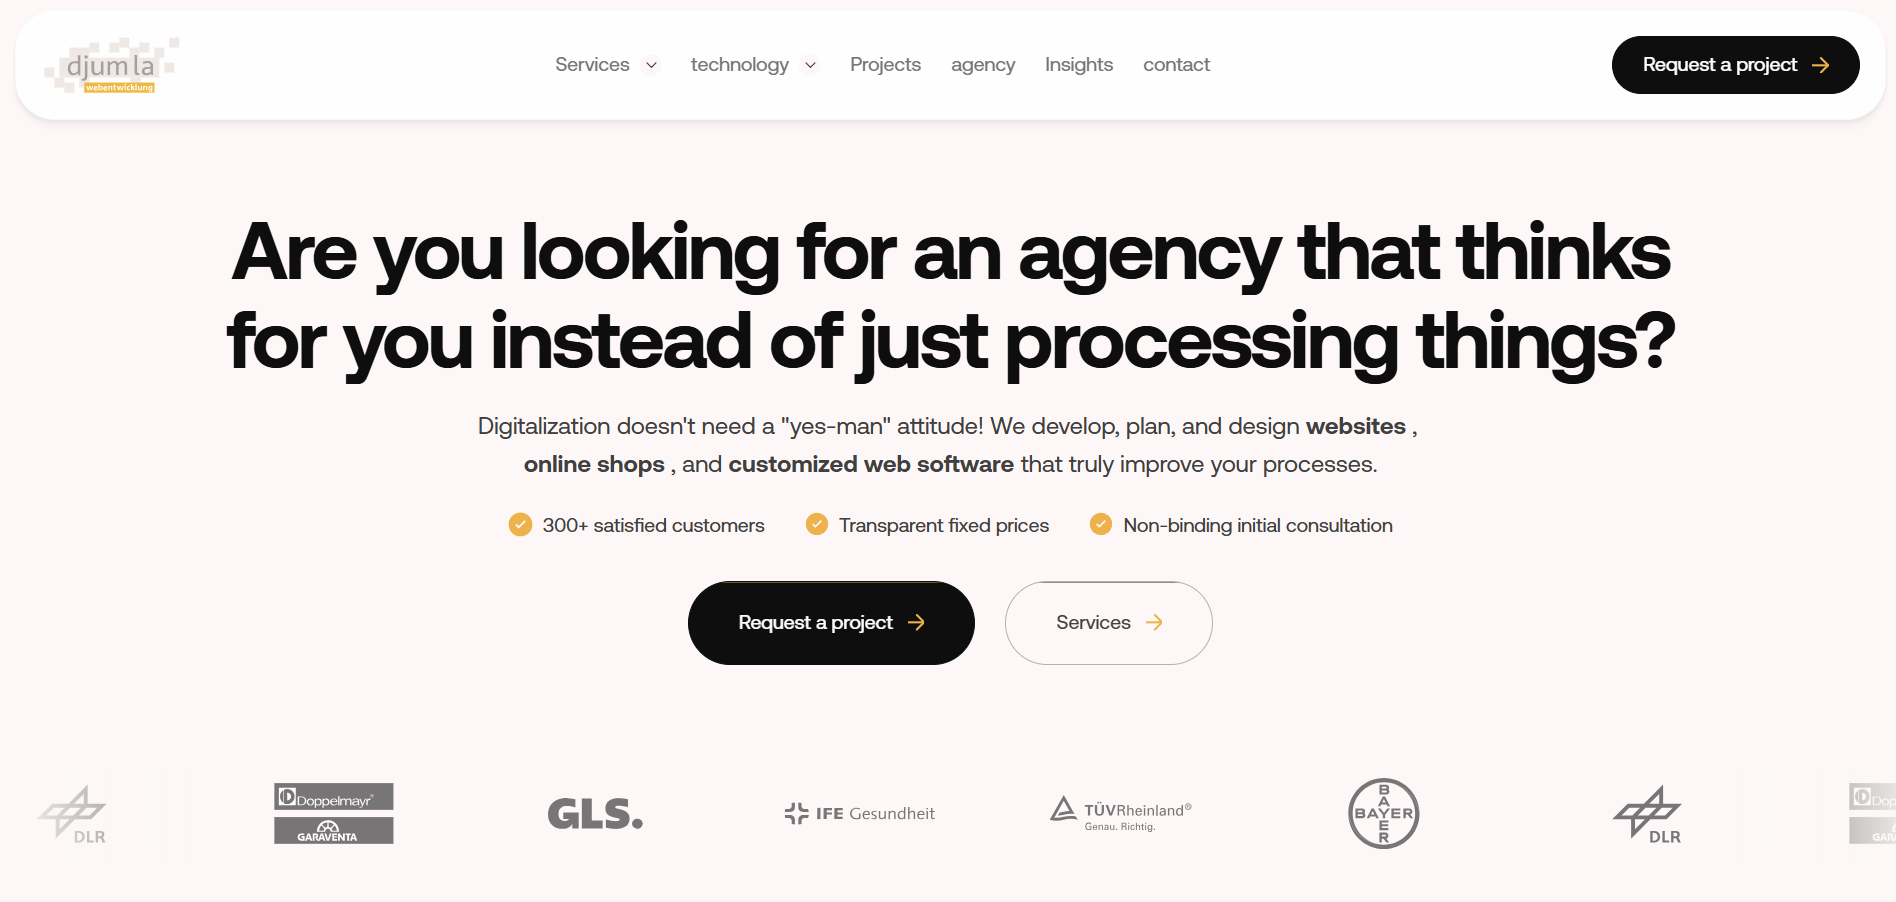 djumla
webentwicklung
Services
technology
Projects
agency
Insights
contact
Request a project
Are you looking for an agency that thinks
for you instead of just processing things?
Digitalization doesn't need a "yes-man" attitude! We develop, plan, and design websites ,
online shops , and customized web software that truly improve your processes.
300+ satisfied customers
Transparent fixed prices
Non-binding initial consultation
Request a project
Services
DLR
Doppelmayr®
GARAVENTA
GLS.
IFE Gesundheit
TÜVRheinland®
Genau. Richtig.
BAYER
BAYER
DLR
Dop
GARA